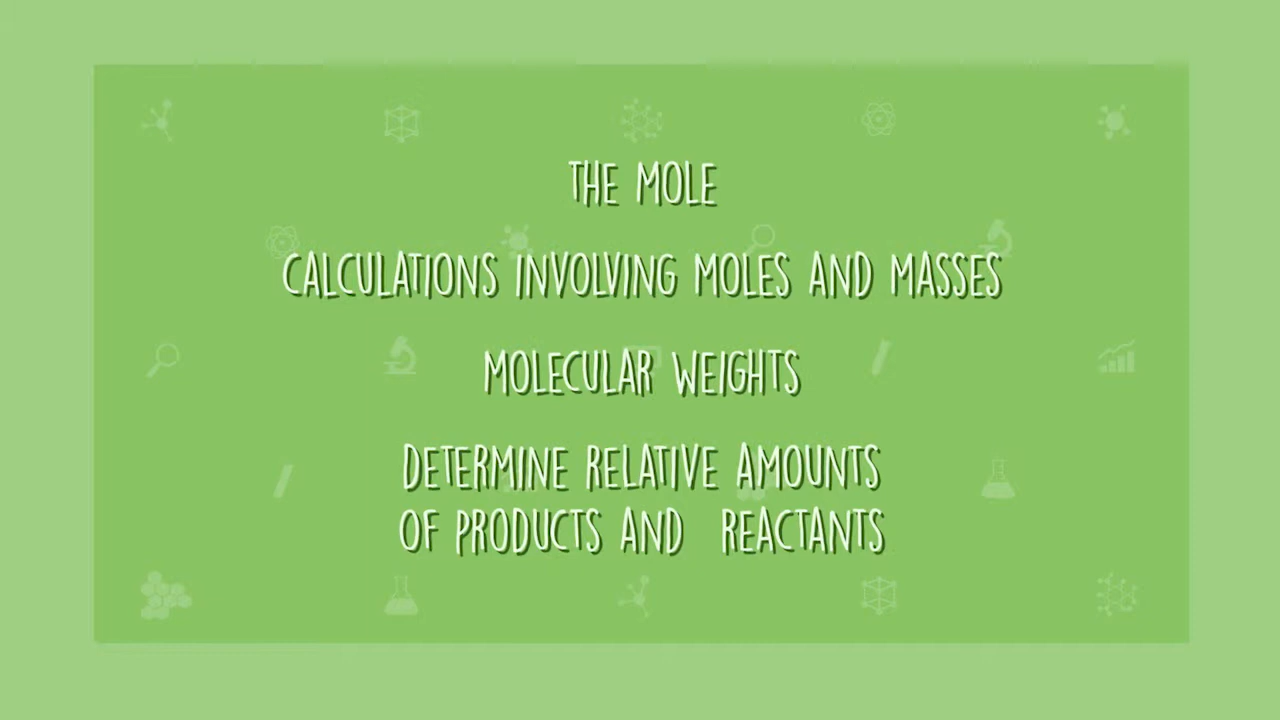 THE MOLE
CALCULATIONS INVOLVING MOLES AND MASSES
MOLECULAR WEIGHTS
DETERMINE RELATIVE AMOUNTS
OF PRODUCTS AND REACTANTS